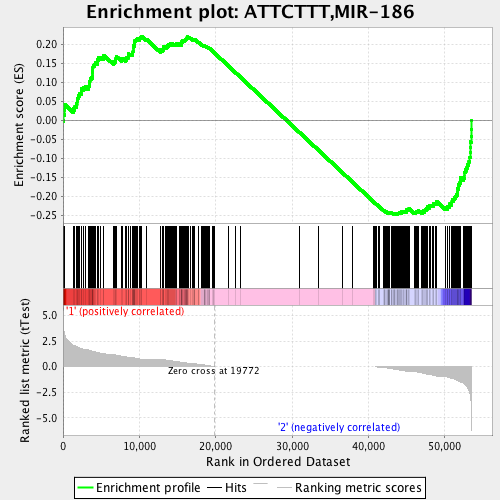 Enrichment plot: ATTCTTT,MIR-186
Enrichment score (ES)
0.20
0.15
0.10
0.05
0.00
-0.05
-0.10
-0.15
-0.20
-0.25
Ranked list metric (tTest)
5.0
2.5
0.0
-2.5
-5.0
'1' (positively correlated)
Zero cross at 19772
'2' (negatively correlated)
0 10,000 20,000 30,000 40,000 50,000
Rank in Ordered Dataset
Enrichment profile Hits Ranking metric scores